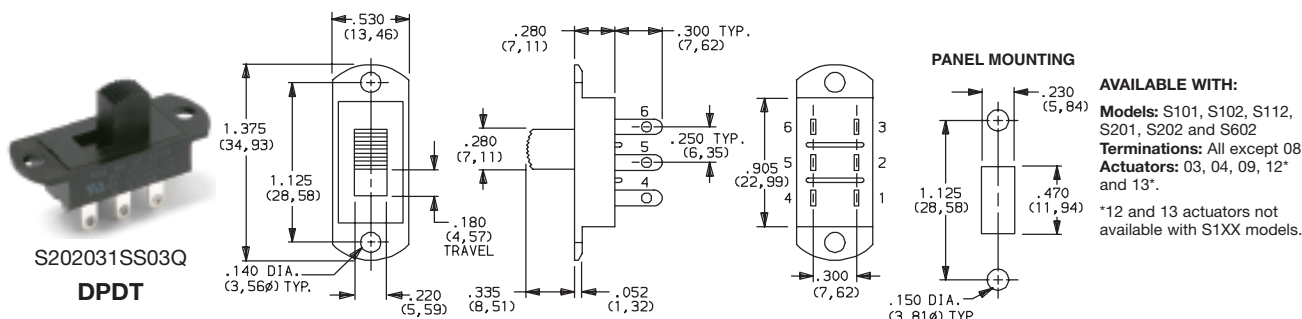 S202031SS03Q
DPDT
.530
(13,46)
1.375
(34,93)
1.125
(28,58)
.180
(4,57)
TRAVEL
.140 DIA.
(3,56ø) TYP.
.220
(5,59)
.280
(7,11)
.300 TYP.
(7,62)
.280
(7,11)
6
5
4
.250 TYP.
(6,35)
.335
(8,51)
.052
(1,32)
.905
(22,99)
6 3
5 2
4 1
.300
(7,62)
PANEL MOUNTING
.230
(5,84)
1.125
(28,58)
.470
(11,94)
.150 DIA.
(3,81ø) TYP
AVAILABLE WITH:
Models: S101, S102, S112,
S201, S202 and S602
Terminations: All except 08
Actuators: 03, 04, 09, 12*
and 13*.
*12 and 13 actuators not
available with S1XX models.